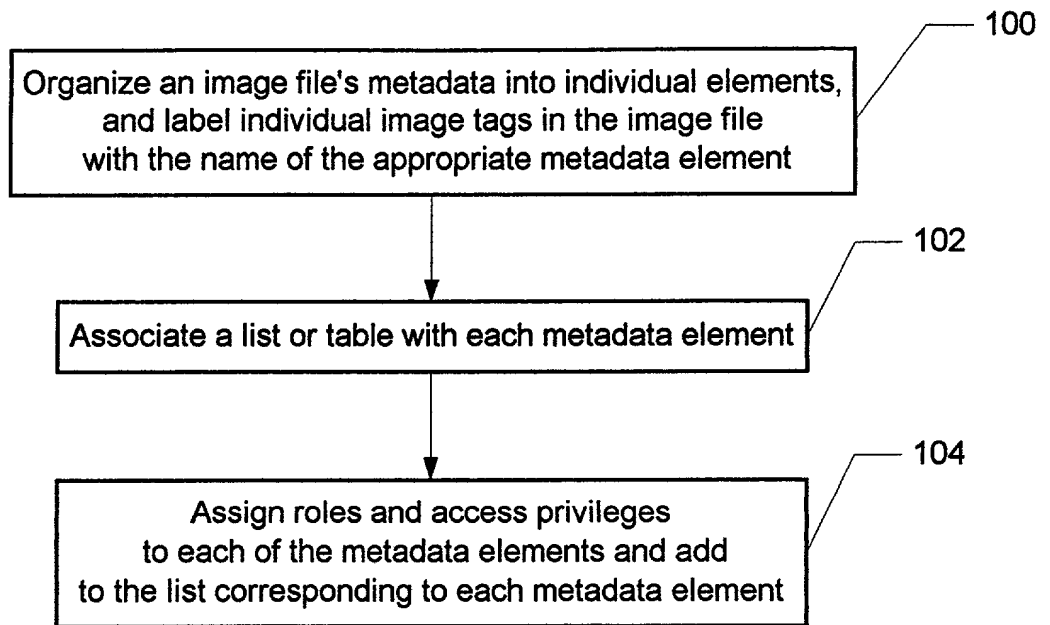 100
Organize an image file's metadata into individual elements,
and label individual image tags in the image file
with the name of the appropriate metadata element
102
Associate a list or table with each metadata element
104
Assign roles and access privileges
to each of the metadata elements and add
to the list corresponding to each metadata element